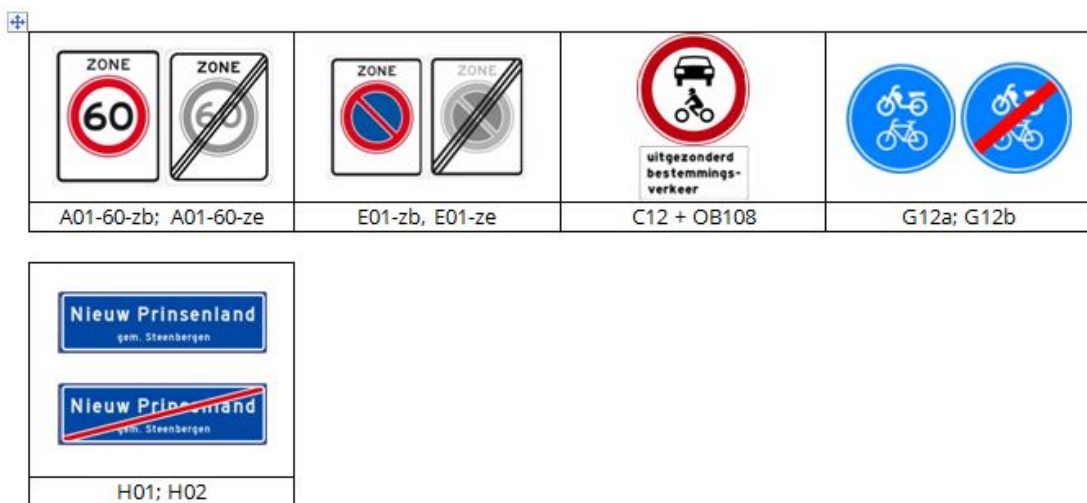 ZONE
60
ZONE
60
ZONE
ZONE
uitgezonderd
bestemmings-
verkeer
A01-60-zb; A01-60-ze
E01-zb, E01-ze
C12 + OB108
G12a; G12b
Nieuw Prinsenland
gem. Steenbergen
Nieuw Prinsenland
gem. Steenbergen
H01; H02